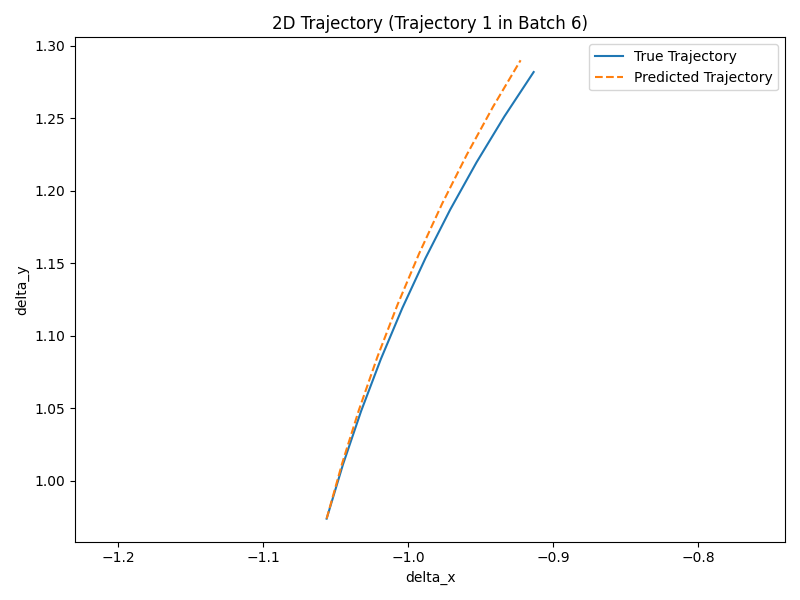 2D Trajectory (Trajectory 1 in Batch 6)
True Trajectory
Predicted Trajectory
delta_y
1.30
1.25
1.20
1.15
1.10
1.05
1.00
−1.2
−1.1
−1.0
−0.9
−0.8
delta_x